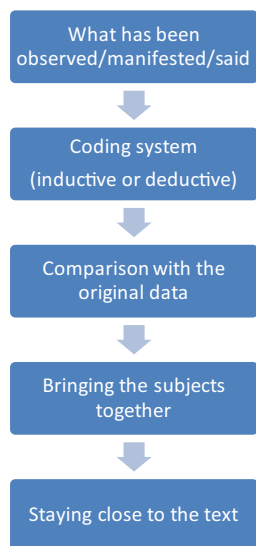 What has been
observed/manifested/said
Coding system
(inductive or deductive)
Comparison with the
original data
Bringing the subjects
together
Staying close to the text